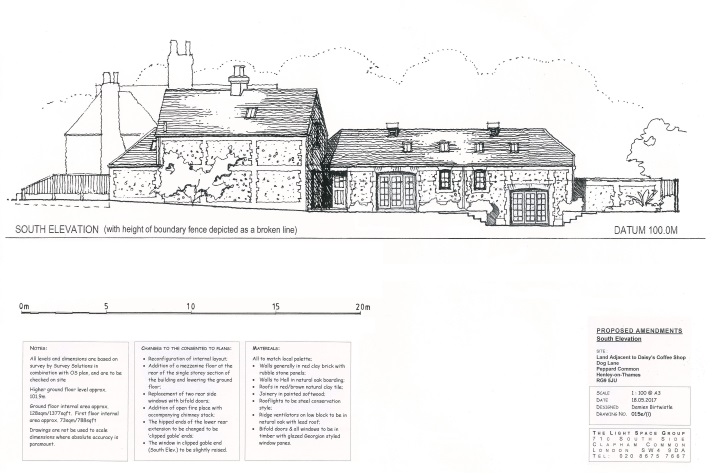 SOUTH ELEVATION (with height of boundary fence depicted as a broken line)
DATUM 100.0M
0m 5 10 15 20m
NOTES:
All levels and dimensions are based on
survey by Survey Solutions in
combination with OS plan, and are to be
checked on site
Higher ground floor level approx.
101.9m
Ground floor internal area approx.
128sqm/1377sqft. First floor internal
area approx. 73sqm/788sqft
Drawings are not be used to scale
dimensions where absolute accuracy is
paramount.
CHANGES TO THE CONSENTED TO PLANS:
• Reconfiguration of internal layout.
• Addition of a mezzanine floor at the
rear of the single storey section of
the building and lowering the ground
floor;
• Replacement of two rear side
windows with bifold doors.
• Addition of open fire place with
accompanying chimney stack.
• The hipped ends of the lower rear
extension to be changed to be
'clipped gable' ends.
• The window in clipped gable end
(South Elev.) to be slightly raised.
MATERIALS:
All to match local palette;
• Walls generally in red clay brick with
rubble stone panels;
• Walls to Hall in natural oak boarding;
• Roofs in red/brown natural clay tile;
• Joinery in painted softwood;
• Rooflights to be steel conservation
style;
• Ridge ventilators on low block to be in
natural oak with lead roof;
• Bifold doors & all windows to be in
timber with glazed Georgian styled
window panes.
PROPOSED AMENDMENTS
South Elevation
SITE:
Land Adjacent to Daisy's Coffee Shop
Dog Lane
Peppard Common
Henley-on-Thames
RG9 5JU
SCALE 1 : 100 @ A3
DATE 18.05.2017
DESIGNED Damien Birtwistle
DRAWING NO. 015e/(i)
THE LIGHT SPACE GROUP
710 SOUTH SIDE
CLAPHAM COMMON
LONDON SW4 9DA
TEL: 020 8675 7667